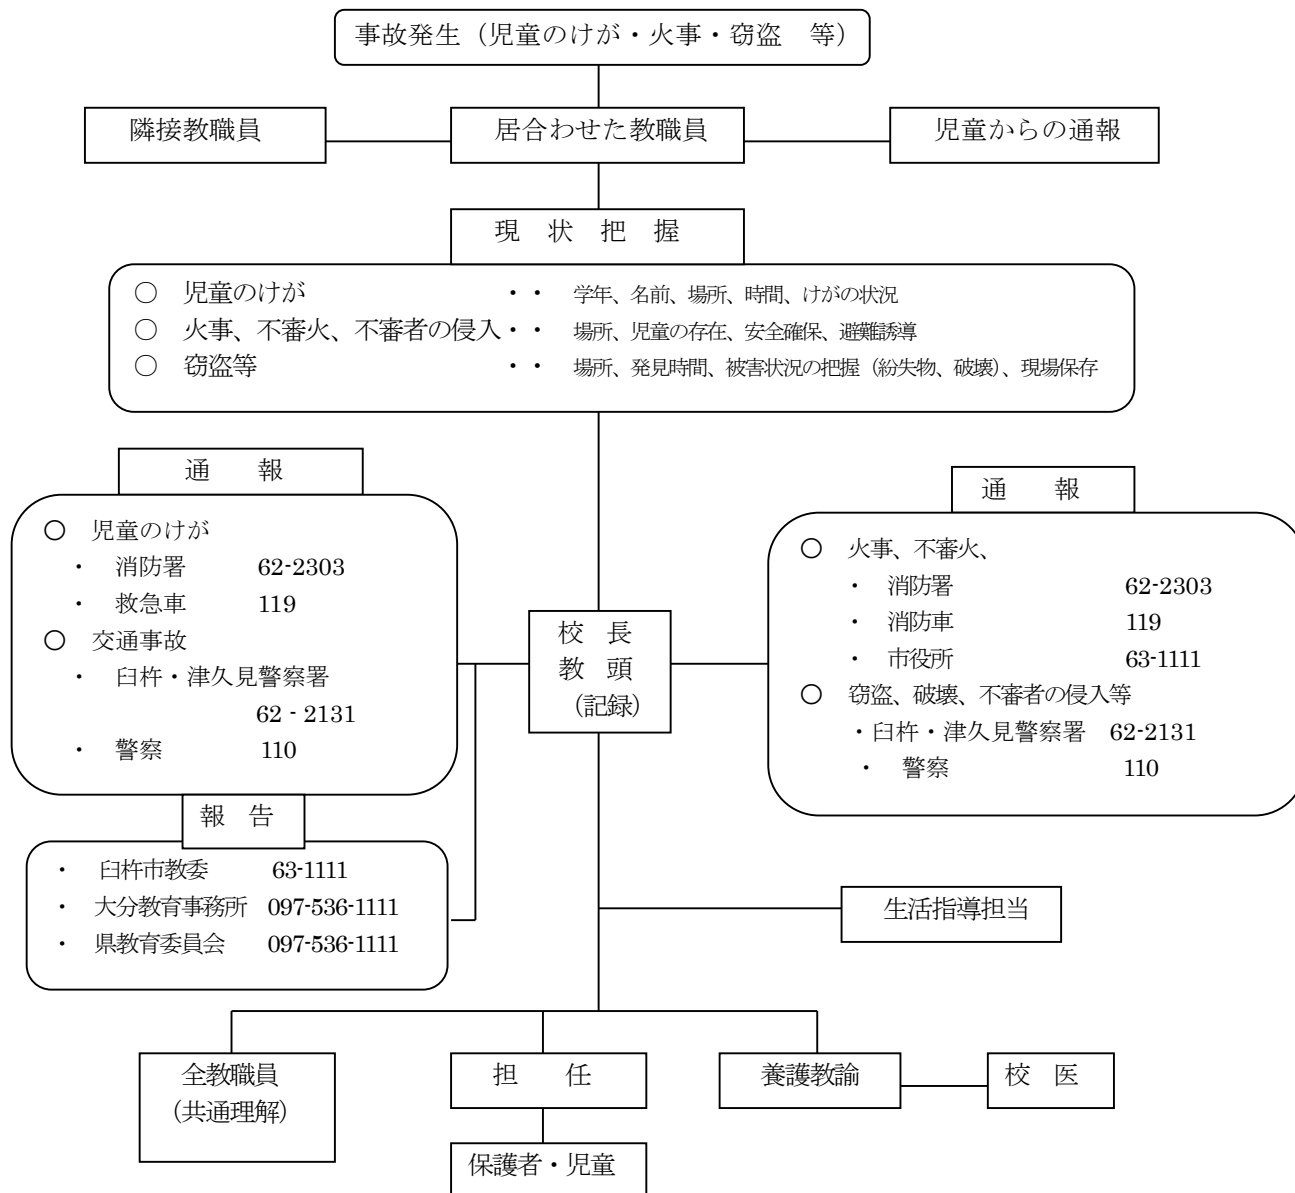 事故発生（児童のけが・火事・窃盗　等）
隣接教職員
居合わせた教職員
児童からの通報
現　状　把　握
○　児童のけが　・・　学年、名前、場所、時間、けがの状況
○　火事、不審火、不審者の侵入・・　場所、児童の存在、安全確保、避難誘導
○　窃盗等　・・　場所、発見時間、被害状況の把握（紛失物、破壊）、現場保存
通　報
○　児童のけが
・　消防署　62-2303
・　救急車　119
○　交通事故
・　臼杵・津久見警察署
62‐2131
・　警察　110
報　告
・　臼杵市教委　63-1111
・　大分教育事務所　097-536-1111
・　県教育委員会　097-536-1111
校　長
教　頭
（記録）
通　報
○　火事、不審火、
・　消防署　62-2303
・　消防車　119
・　市役所　63-1111
○　窃盗、破壊、不審者の侵入等
・臼杵・津久見警察署　62-2131
・　警察　110
生活指導担当
全教職員
（共通理解）
担　任
養護教諭
校　医
保護者・児童